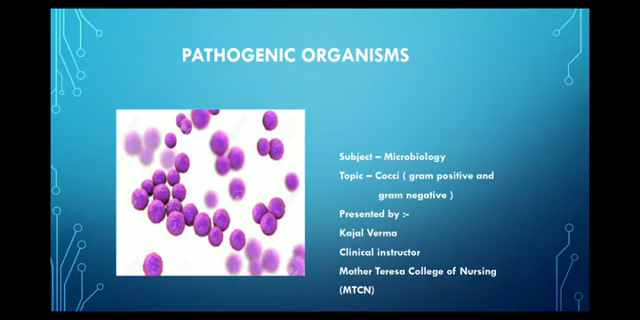 PATHOGENIC ORGANISMS
Subject – Microbiology
Topic – Cocci ( gram positive and
gram negative )
Presented by :-
Kajal Verma
Clinical instructor
Mother Teresa College of Nursing
(MTCN)